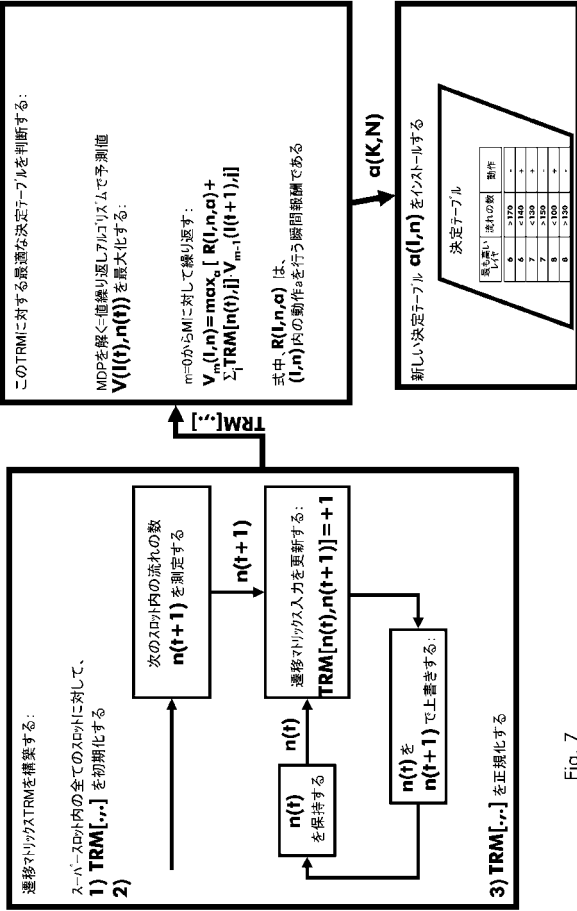 遷移マトリックスTRMを構築する:
スーパースロット内の全てのスロットに対して、
1) TRM[.,.] を初期化する
2)
次のスロット内の流れの数
n(t+1) を測定する
n(t+1)
n(t)
を保持する
n(t)
遷移マトリックス入力を更新する:
TRM[n(t),n(t+1)]=+1
n(t) を
n(t+1) で上書きする:
3) TRM[.,.] を正規化する
TRM[.,.]
このTRMに対する最適な決定テーブルを判断する:
MDPを解く=値繰り返しアルゴリズムで予測値
V(l(t),n(t)) を最大化する:
m=0からMに対して繰り返す:
Vm(l,n)=maxa[ R(l,n,a) +
ΣjTRM[n(t),j]·Vm-1(l(t+1),j]
式中、R(l,n,a) は、
(l,n)内の動作aを行う瞬間報酬である
a(K,N)
新しい決定テーブル a(l,n) をインストールする
決定テーブル
最も高い
レイヤ 流れの数 動作
6 >170 -
6 <140 +
7 <130 +
7 >150 -
8 <100 +
8 >130 -
Fig. 7